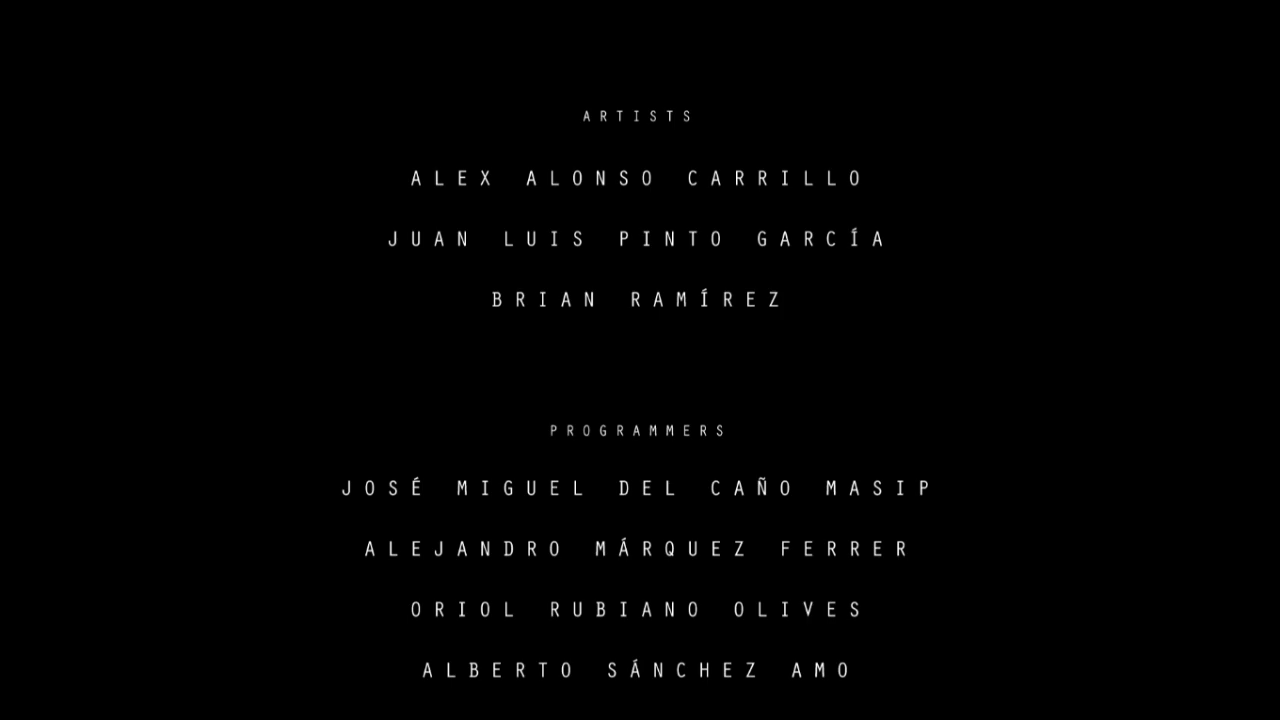 ARTISTS
ALEX ALONSO CARRILLO
JUAN LUIS PINTO GARCÍA
BRIAN RAMÍREZ
PROGRAMMERS
JOSÉ MIGUEL DEL CAÑO MASIP
ALEJANDRO MÁRQUEZ FERRER
ORIOL RUBIANO OLIVES
ALBERTO SÁNCHEZ AMO